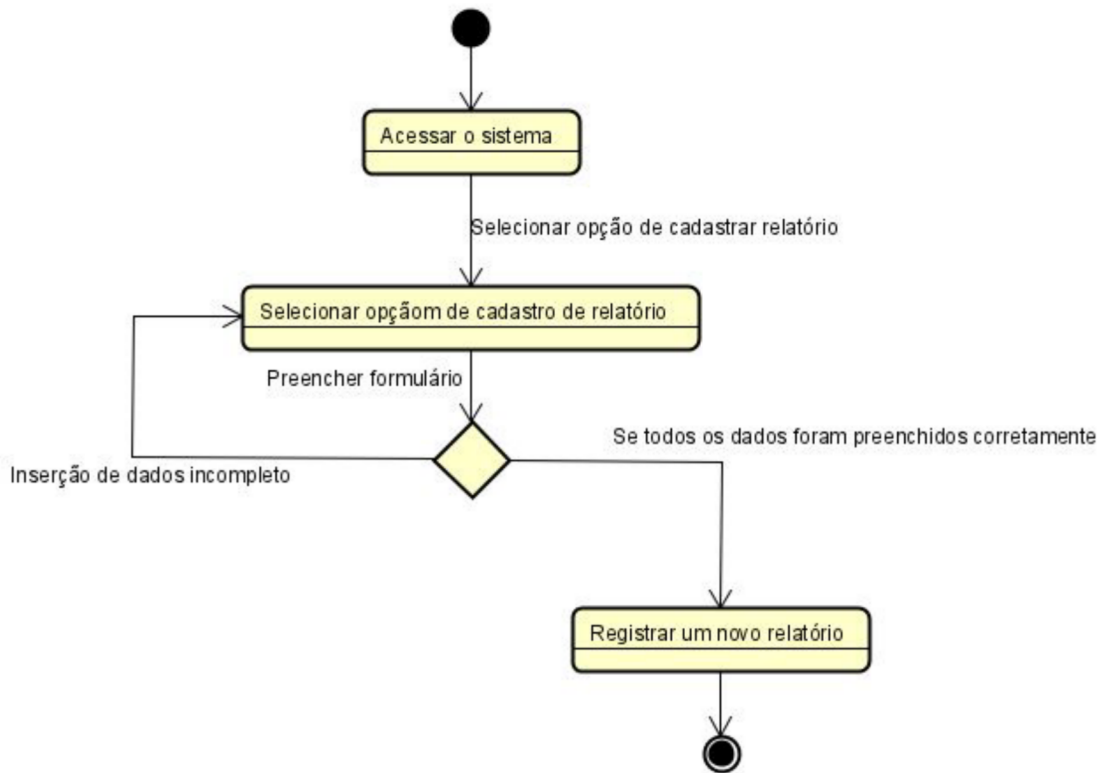 Acessar o sistema
Selecionar opção de cadastrar relatório
Selecionar opçãom de cadastro de relatório
Preencher formulário
Se todos os dados foram preenchidos corretamente
Inserção de dados incompleto
Registrar um novo relatório